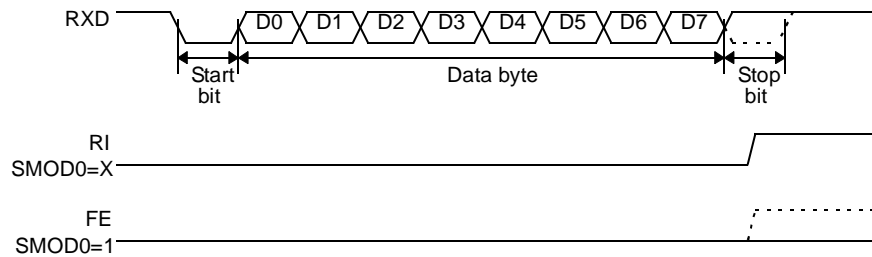 RXD D0 D1 D2 D3 D4 D5 D6 D7
Start bit
Data byte
Stop bit
RI
SMOD0=X
FE
SMOD0=1